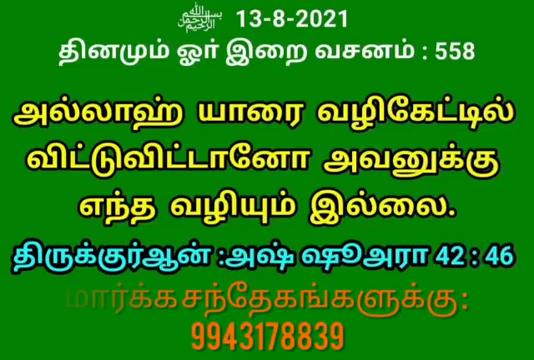 ﷽ 13-8-2021
தினமும் ஓர் இறை வசனம் : 558
அல்லாஹ் யாரை வழிகேட்டில்
விட்டுவிட்டானோ அவனுக்கு
எந்த வழியும் இல்லை.
திருக்குர்ஆன் :அஷ் ஷூஅரா 42 : 46
மார்க்கசந்தேகங்களுக்கு:
9943178839